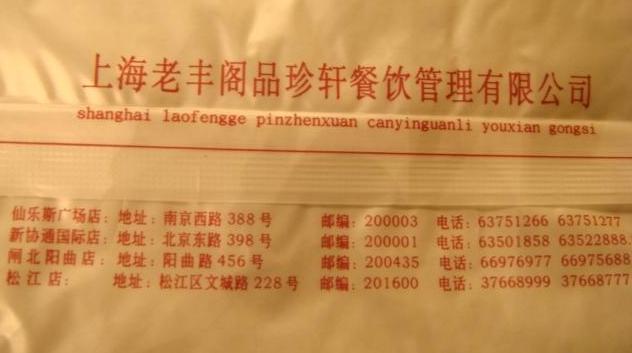 上海老丰阁品珍轩餐饮管理有限公司
shanghai laofengge pinzhenxuan canyinguanli youxian gongsi
仙乐斯广场店：地址：南京西路 388 号 邮编：200003 电话：63751266 63751277
新协通国际店：地址：北京东路 398 号 邮编：200001 电话：63501858 63522888
闸北阳曲店：地址：阳曲路 456 号 邮编：200435 电话：66976977 66975688
松江店：地址：松江区文城路 228 号 邮编：201600 电话：37668999 37668777